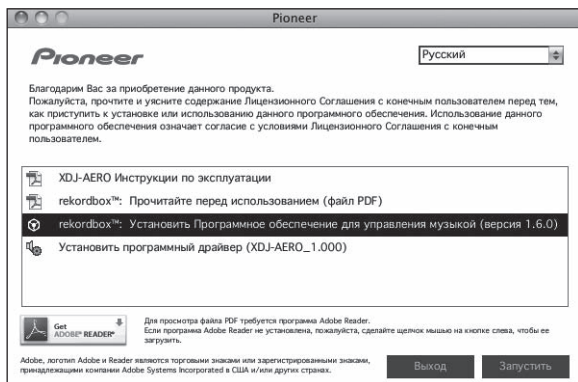 Pioneer
Pioneer
Русский
Благодарим Вас за приобретение данного продукта.
Пожалуйста, прочтите и уясните содержание Лицензионного Соглашения с конечным пользователем перед тем,
как приступить к установке или использованию данного программного обеспечения. Использование данного
программного обеспечения означает согласие с условиями Лицензионного Соглашения с конечным
пользователем.
XDJ-AERO Инструкции по эксплуатации
rekordbox™: Прочитайте перед использованием (файл PDF)
rekordbox™: Установить Программное обеспечение для управления музыкой (версия 1.6.0)
Установить программный драйвер (XDJ-AERO_1.000)
Get
ADOBE® READER®
Для просмотра файла PDF требуется программа Adobe Reader.
Если программа Adobe Reader не установлена, пожалуйста, сделайте щелчок мышью на кнопке слева, чтобы ее
загрузить.
Adobe, логотип Adobe и Reader являются торговыми знаками или зарегистрированными знаками,
принадлежащими компании Adobe Systems Incorporated в США и/или других странах.
Выход
Запустить